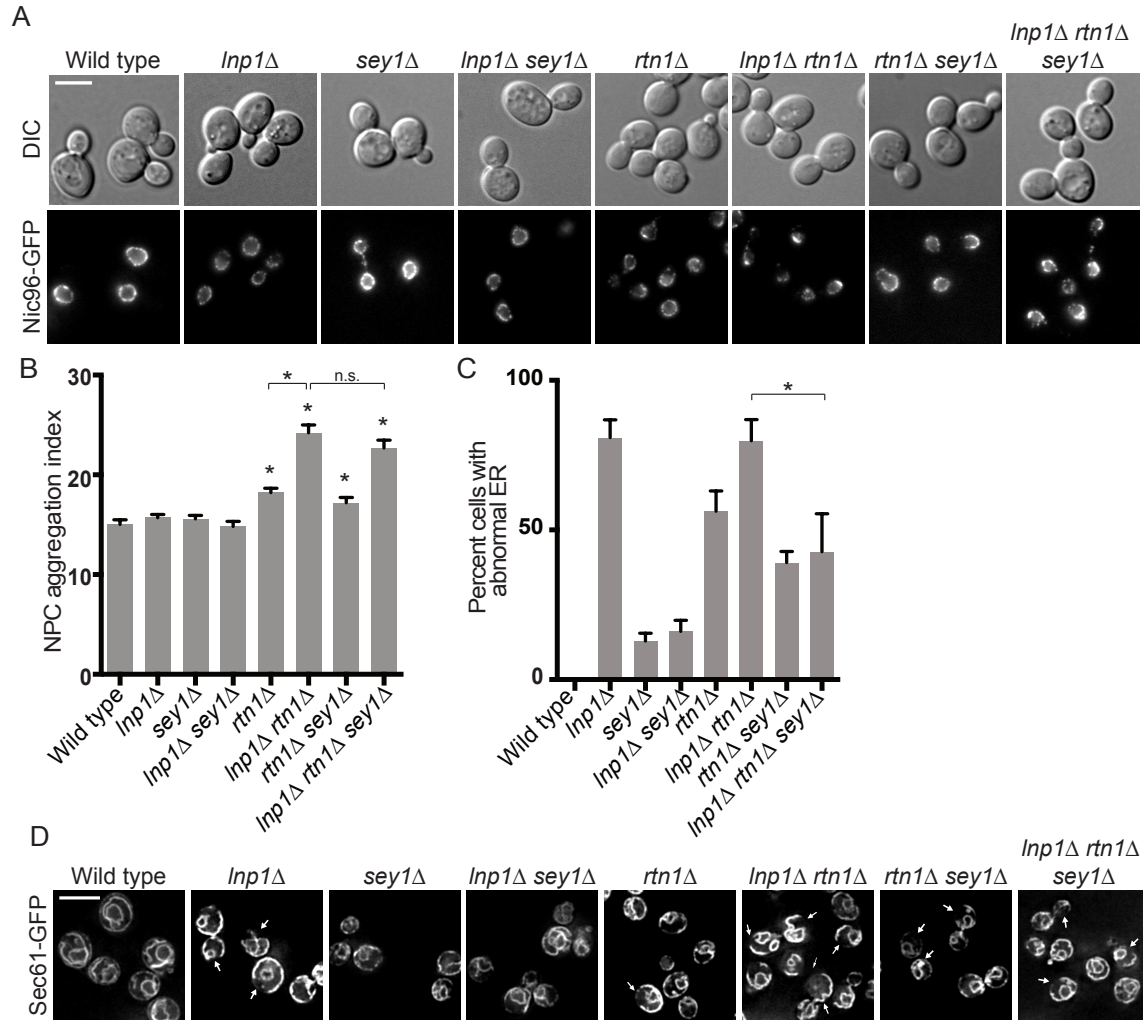 A
Wild type lnp1Δ sey1Δ lnp1Δ sey1Δ rtn1Δ lnp1Δ rtn1Δ rtn1Δ sey1Δ lnp1Δ rtn1Δ
sey1Δ
DIC
Nic96-GFP
B
NPC aggregation index
30
20
10
0
*
n.s.
*
*
*
*
Wild type
lnp1Δ
sey1Δ
lnp1Δ sey1Δ
rtn1Δ
lnp1Δ rtn1Δ
rtn1Δ sey1Δ
lnp1Δ rtn1Δ sey1Δ
C
Percent cells with
abnormal ER
100
50
0
*
Wild type
lnp1Δ
sey1Δ
lnp1Δ sey1Δ
rtn1Δ
lnp1Δ rtn1Δ
rtn1Δ sey1Δ
lnp1Δ rtn1Δ sey1Δ
D
Wild type lnp1Δ sey1Δ lnp1Δ sey1Δ rtn1Δ lnp1Δ rtn1Δ rtn1Δ sey1Δ lnp1Δ rtn1Δ
sey1Δ
Sec61-GFP